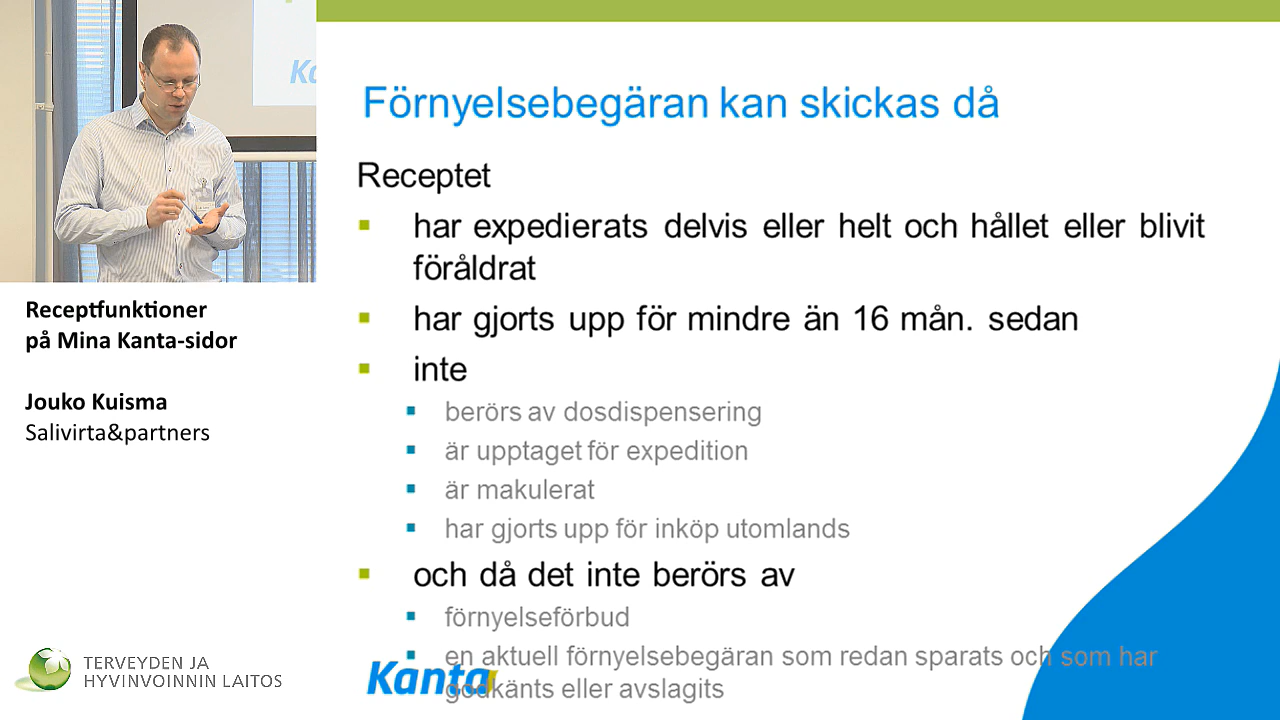 Ka
Receptfunktioner
på Mina Kanta-sidor
Jouko Kuisma
Salivirta&partners
TERVEYDEN JA
HYVINVOINNIN LAITOS
Förnyelsebegäran kan skickas då
Receptet
har expedierats delvis eller helt och hållet eller blivit
föråldrat
har gjorts upp för mindre än 16 mån. sedan
inte
berörs av dosdispensering
är upptaget för expedition
är makulerat
har gjorts upp för inköp utomlands
och då det inte berörs av
förnyelseförbud
en aktuell förnyelsebegäran som redan sparats och som har
godkänts eller avslagits
Kanta